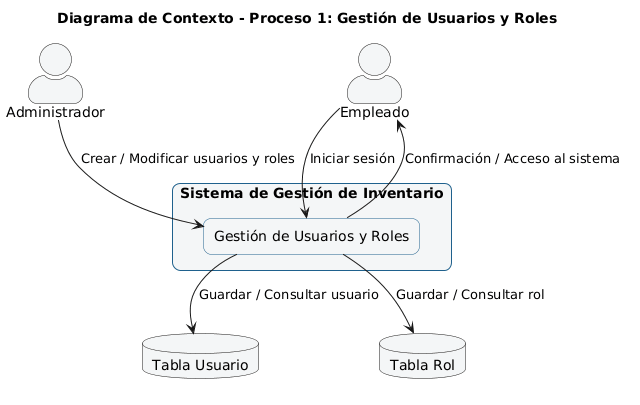 Diagrama de Contexto - Proceso 1: Gestión de Usuarios y Roles
Administrador
Empleado
Crear / Modificar usuarios y roles
Iniciar sesión
Confirmación / Acceso al sistema
Sistema de Gestión de Inventario
Gestión de Usuarios y Roles
Guardar / Consultar usuario
Guardar / Consultar rol
Tabla Usuario
Tabla Rol